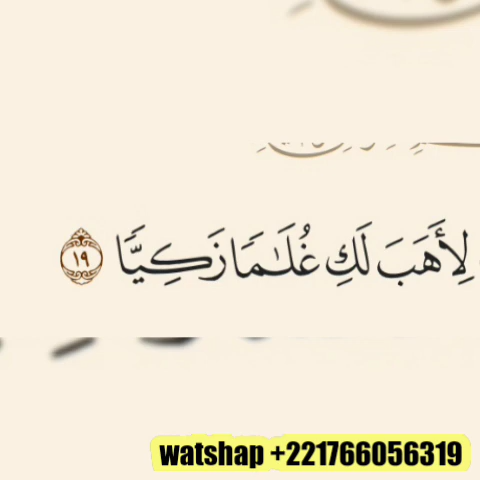 لِأَهَبَ لَكِ غُلَـٰمًا زَكِيًّا ١٩
watshap +221766056319